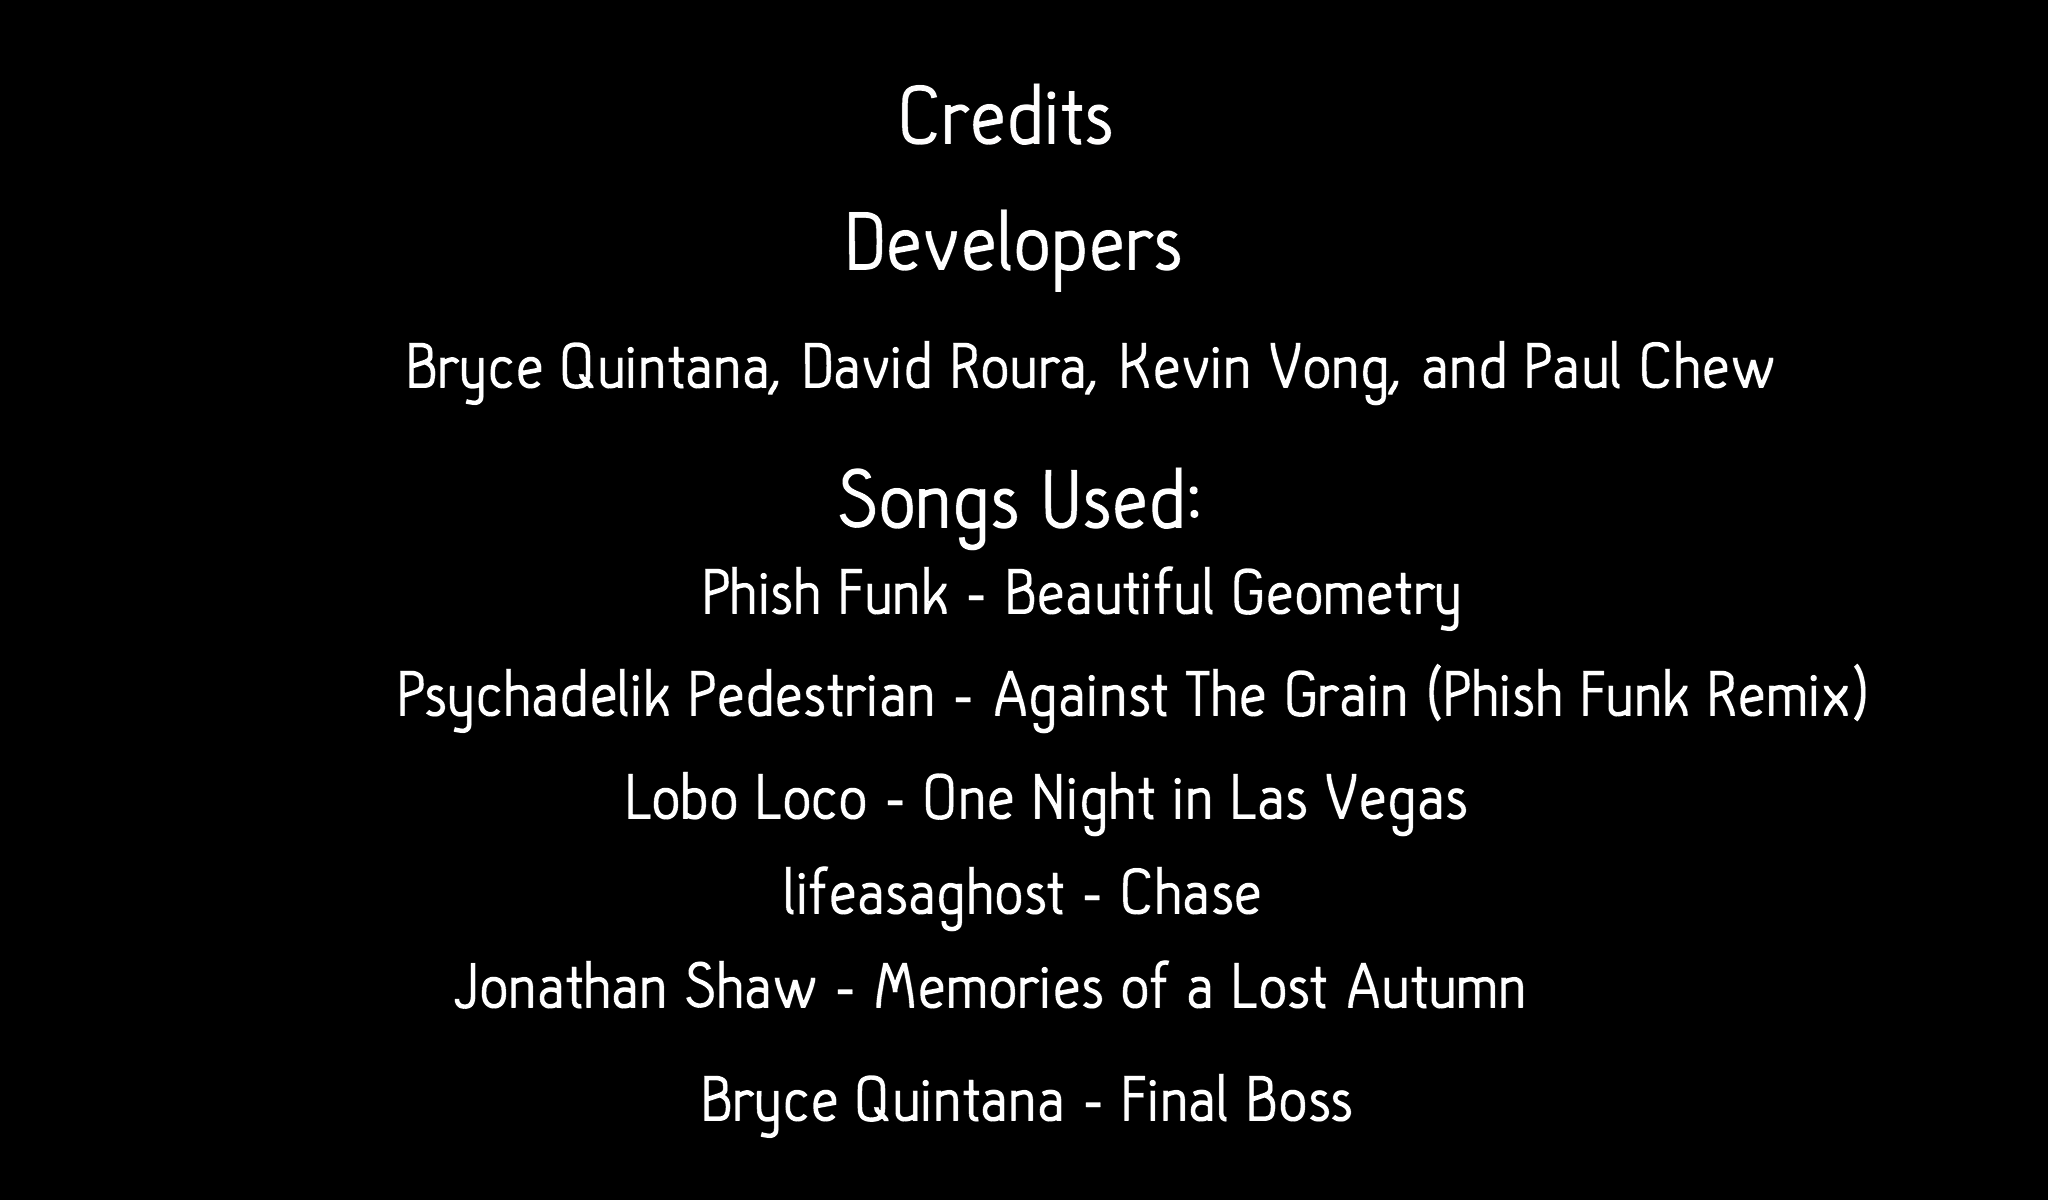 Credits
Developers
Bryce Quintana, David Roura, Kevin Vong, and Paul Chew
Songs Used:
Phish Funk - Beautiful Geometry
Psychadelik Pedestrian - Against The Grain (Phish Funk Remix)
Lobo Loco - One Night in Las Vegas
lifeasaghost - Chase
Jonathan Shaw - Memories of a Lost Autumn
Bryce Quintana - Final Boss